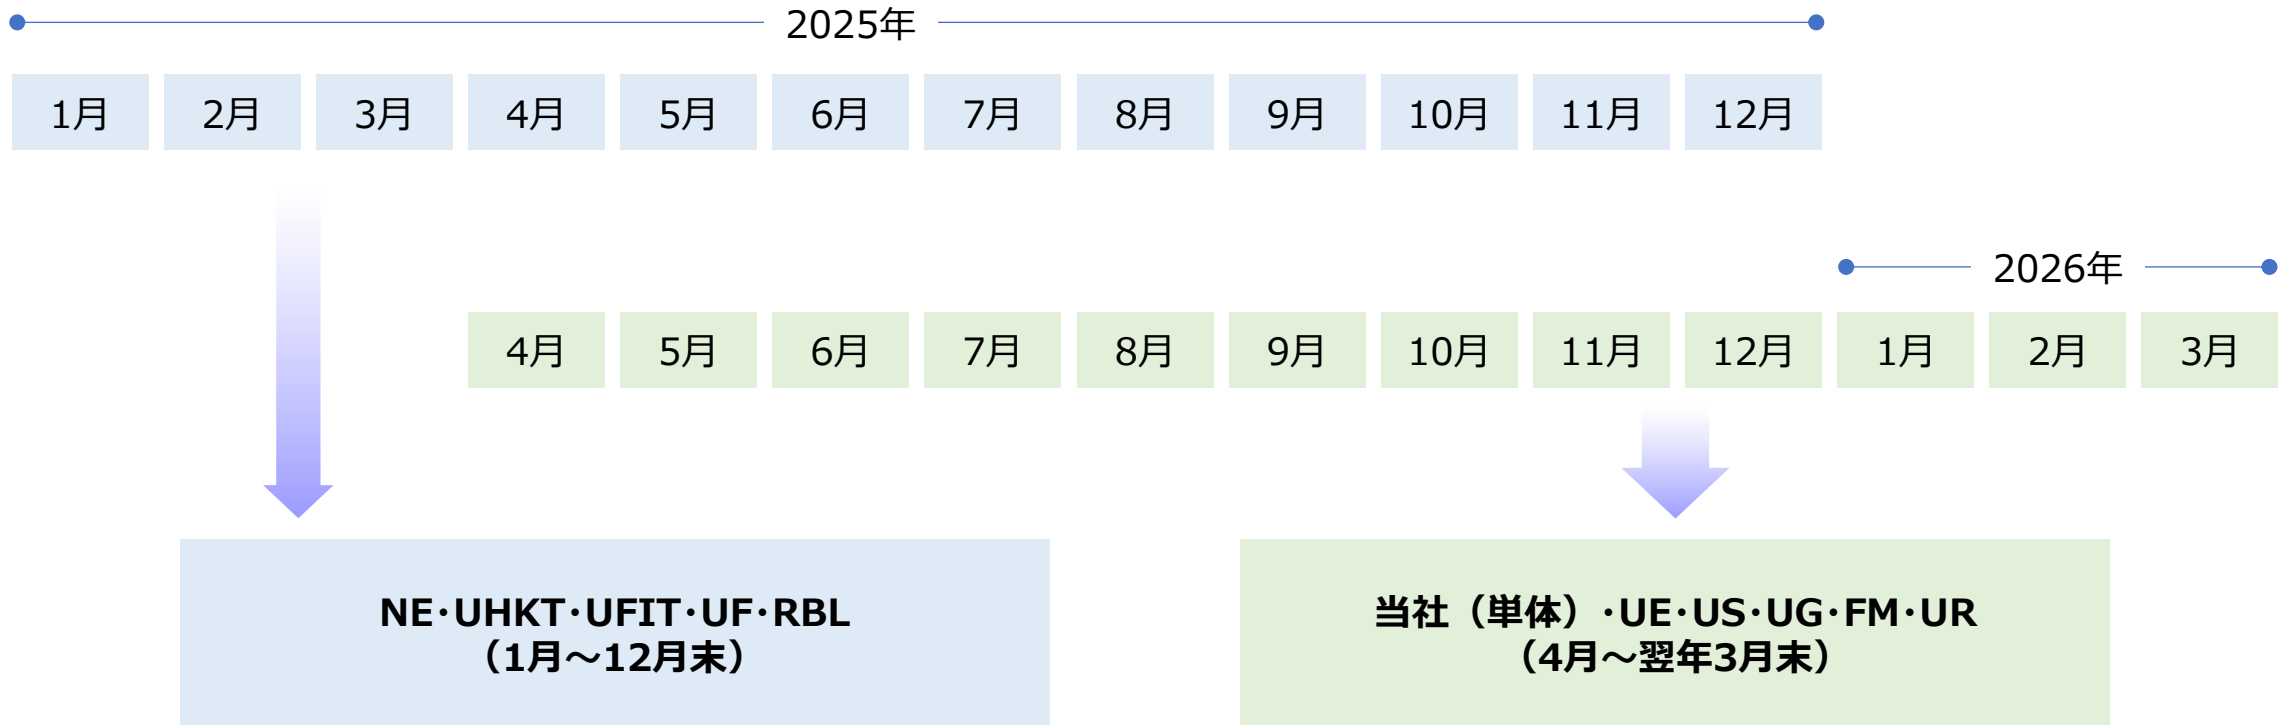 2025年
1月 2月 3月 4月 5月 6月 7月 8月 9月 10月 11月 12月
2026年
4月 5月 6月 7月 8月 9月 10月 11月 12月 1月 2月 3月
NE･UHKT･UFIT･UF･RBL
（1月～12月末）
当社（単体）･UE･US･UG･FM･UR
（4月～翌年3月末）